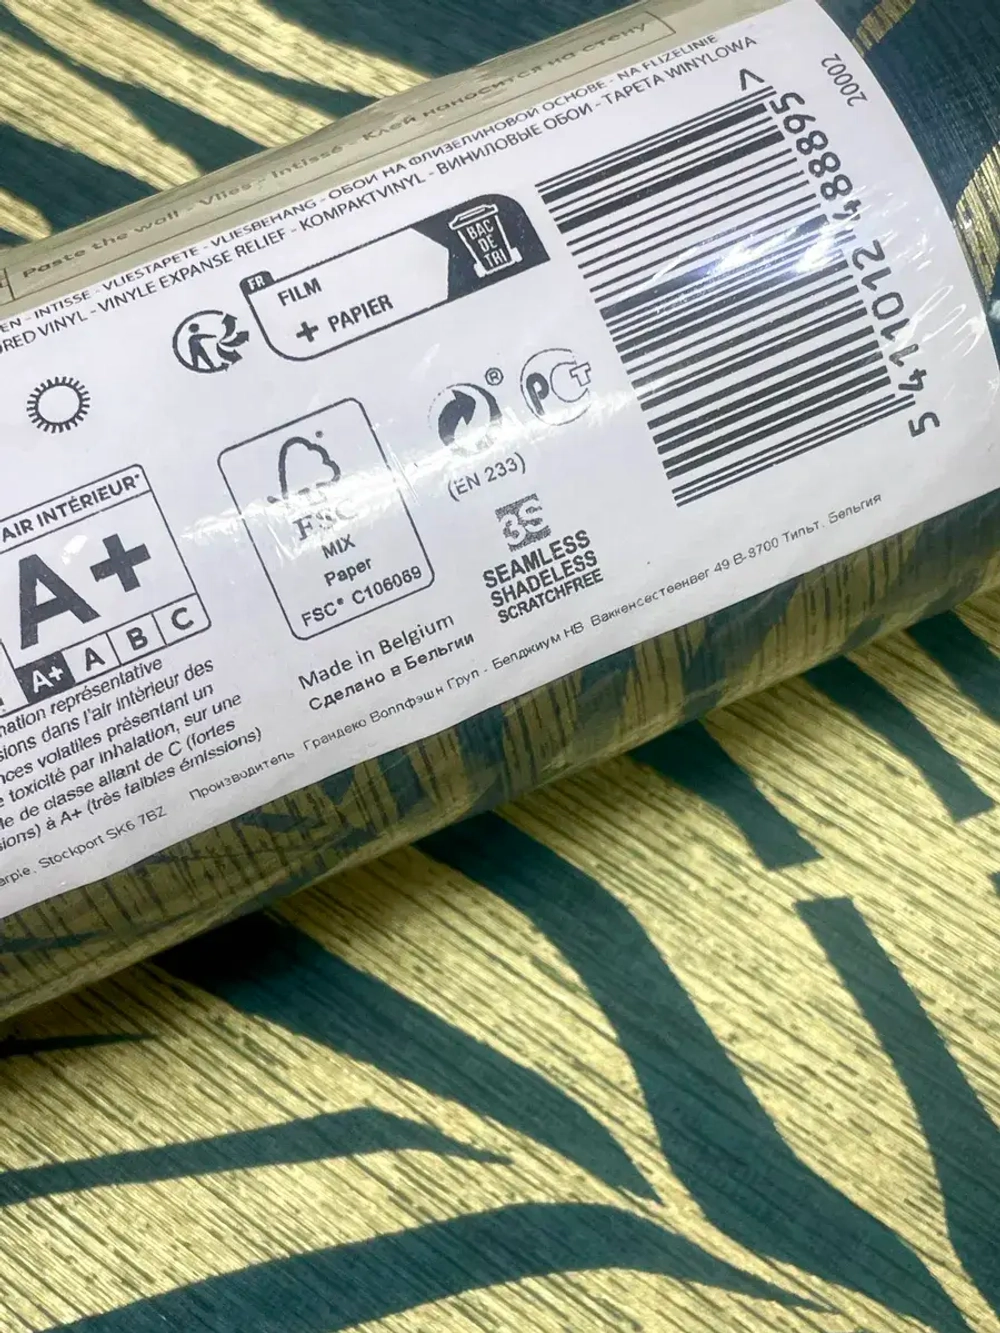 Paste the wall - Vlies - Intissé - Клей наносится на стену
EN - INTISSE - VLIESTAPETE - VLIESBEHANG - ОБОИ НА ФЛИЗЕЛИНОВОЙ ОСНОВЕ - NA FLIZELINIE
RED VINYL - VINYLE EXPANSE RELIEF - KOMPAKTVINYL - ВИНИЛОВЫЕ ОБОИ - TAPETA WINYLOWA
FR
FILM
+ PAPIER
BAC
DE
TRI
20002
5 411012 488895 >
AIR INTÉRIEUR*
A+
A+ A B C
FSC
MIX
Paper
FSC® C106089
®
(EN 233)
РСТ
3S
SEAMLESS
SHADELESS
SCRATCHFREE
Made in Belgium
Сделано в Бельгии
mation représentative
sions dans l'air intérieur des
nces volatiles présentant un
e toxicité par inhalation, sur une
le de classe allant de C (fortes
sions) à A+ (très faibles émissions)
Производитель Грандеко Воллфэшн Груп - Белджиум НВ Ваккенсестеенвег 49 В-8700 Тильт. Бельгия
arple. Stockport SK6 7BZ